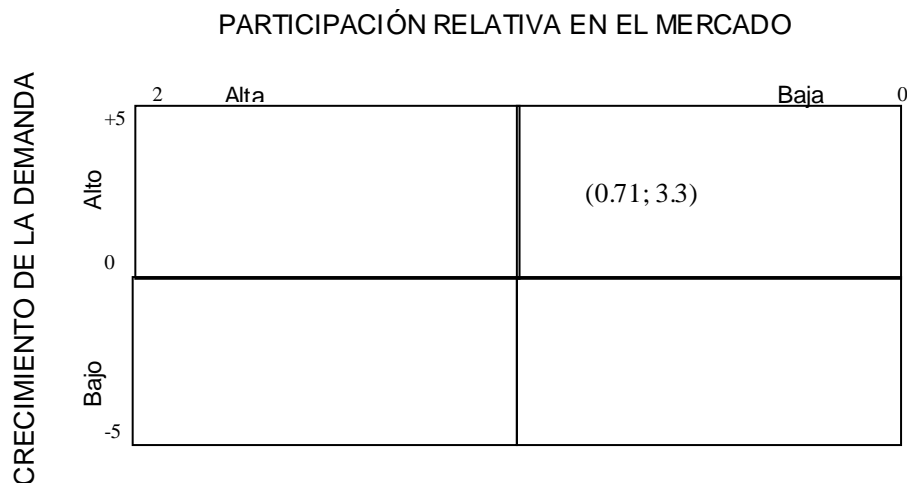 PARTICIPACIÓN RELATIVA EN EL MERCADO
CRECIMIENTO DE LA DEMANDA
2 Alta Baja 0
+5
Alto
(0.71; 3.3)
0
Bajo
-5